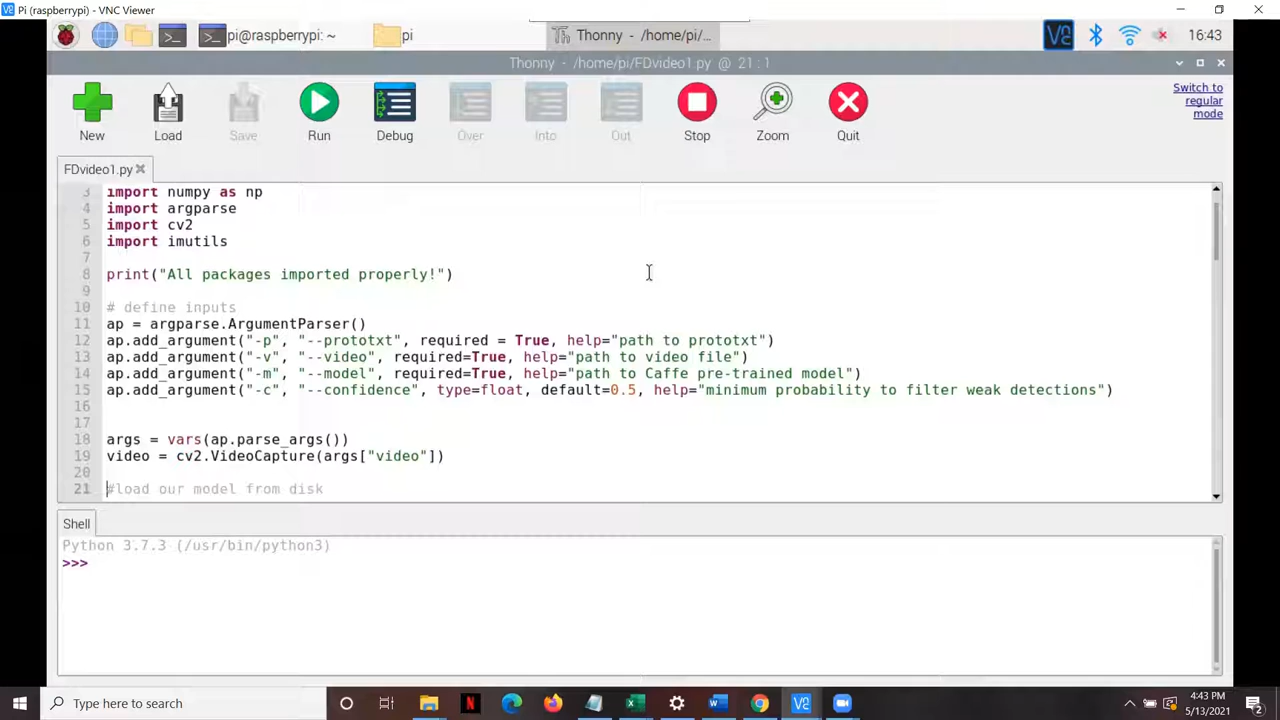 Pi (raspberrypi) - VNC Viewer
pi@raspberrypi: ~
pi
Thonny - /home/pi/...
16:43
Thonny - /home/pi/FDvideo1.py @ 21 : 1
New
Load
Save
Run
Debug
Over
Into
Out
Stop
Zoom
Quit
Switch to
regular
mode
FDvideo1.py
3 import numpy as np
4 import argparse
5 import cv2
6 import imutils
7
8 print("All packages imported properly!")
9
10 # define inputs
11 ap = argparse.ArgumentParser()
12 ap.add_argument("-p", "--prototxt", required = True, help="path to prototxt")
13 ap.add_argument("-v", "--video", required=True, help="path to video file")
14 ap.add_argument("-m", "--model", required=True, help="path to Caffe pre-trained model")
15 ap.add_argument("-c", "--confidence", type=float, default=0.5, help="minimum probability to filter weak detections")
16
17
18 args = vars(ap.parse_args())
19 video = cv2.VideoCapture(args["video"])
20
21 #load our model from disk
Shell
Python 3.7.3 (/usr/bin/python3)
>>>
Type here to search
4:43 PM
5/13/2021
2